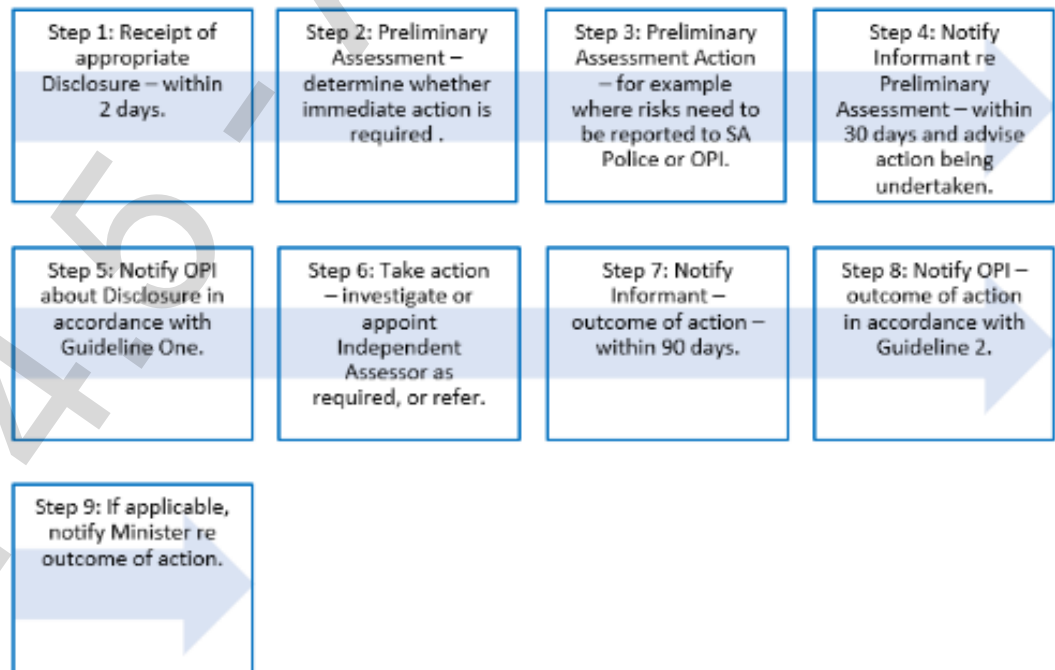 Step 1: Receipt of
appropriate
Disclosure – within
2 days.
Step 2: Preliminary
Assessment –
determine whether
immediate action is
required .
Step 3: Preliminary
Assessment Action
– for example
where risks need to
be reported to SA
Police or OPI.
Step 4: Notify
Informant re
Preliminary
Assessment – within
30 days and advise
action being
undertaken.
Step 5: Notify OPI
about Disclosure in
accordance with
Guideline One.
Step 6: Take action
– investigate or
appoint
Independent
Assessor as
required, or refer.
Step 7: Notify
Informant –
outcome of action –
within 90 days.
Step 8: Notify OPI –
outcome of action
in accordance with
Guideline 2.
Step 9: If applicable,
notify Minister re
outcome of action.
4.5 -